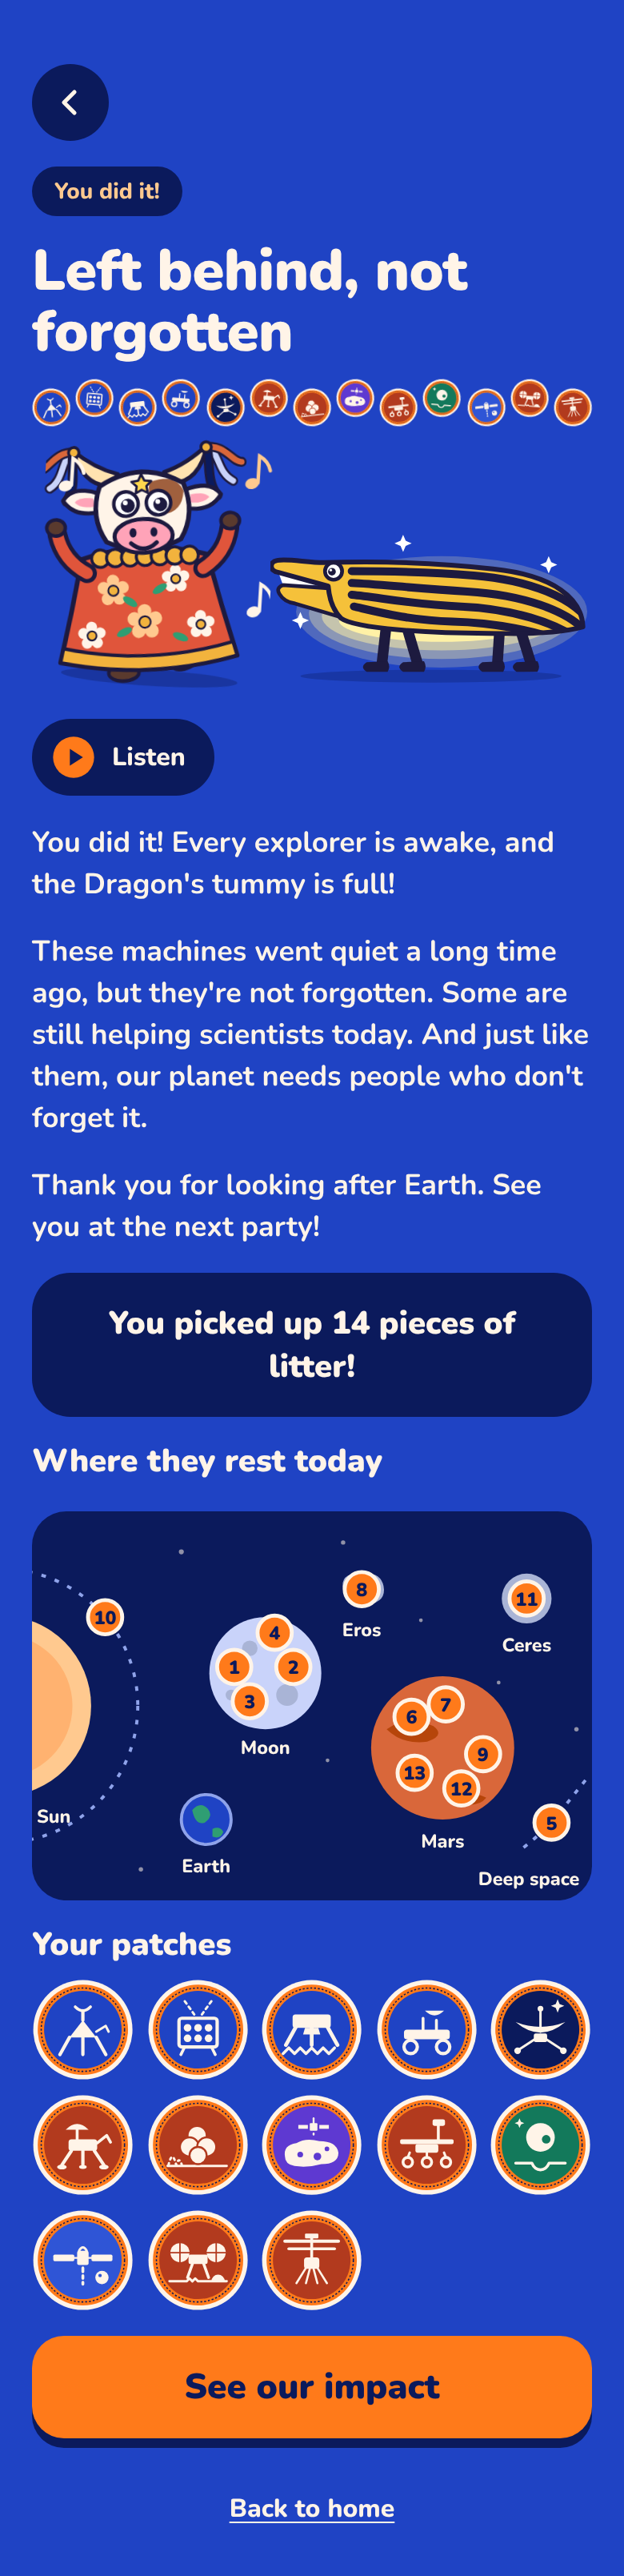 You did it!
Left behind, not
forgotten
Listen
You did it! Every explorer is awake, and
the Dragon's tummy is full!
These machines went quiet a long time
ago, but they're not forgotten. Some are
still helping scientists today. And just like
them, our planet needs people who don't
forget it.
Thank you for looking after Earth. See
you at the next party!
You picked up 14 pieces of
litter!
Where they rest today
8
11
10
Eros
4
Ceres
1
2
3
7
6
Moon
9
13
12
Sun
5
Mars
Earth
Deep space
Your patches
See our impact
Back to home